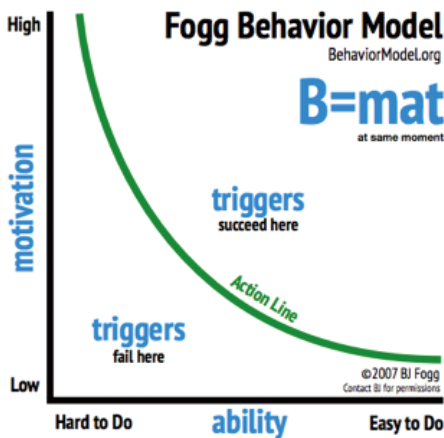 High
Fogg Behavior Model
BehaviorModel.org
B=mat
at same moment
motivation
triggers
succeed here
Action Line
triggers
fail here
©2007 BJ Fogg
Contact BJ for permissions
Low
Hard to Do
ability
Easy to Do